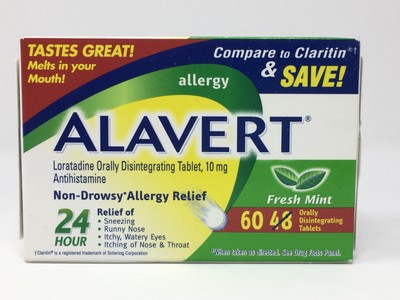 TASTES GREAT!
Melts in your
Mouth!
Compare to Claritin®†
& SAVE!
allergy
ALAVERT®
Loratadine Orally Disintegrating Tablet, 10 mg
Antihistamine
Non-Drowsy* Allergy Relief
Fresh Mint
24
HOUR
Relief of
• Sneezing
• Runny Nose
• Itchy, Watery Eyes
• Itching of Nose & Throat
60 48 Orally
Disintegrating
Tablets
†Claritin® is a registered trademark of Schering Corporation
*When taken as directed. See Drug Facts Panel.